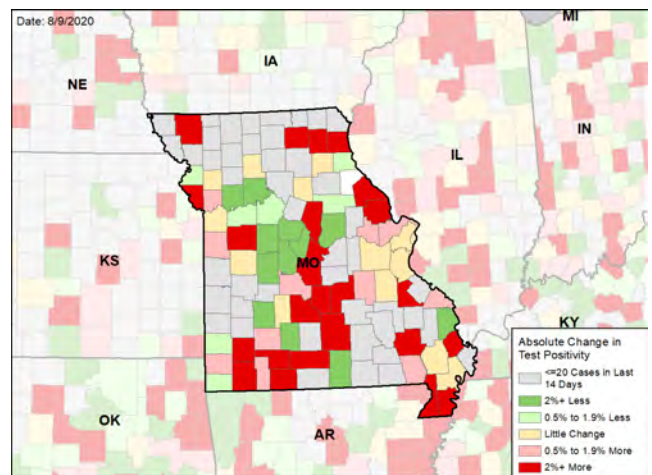 Date: 8/9/2020
MI
IA
NE
IL
IN
KS
MO
KY
OK
AR
Absolute Change in
Test Positivity
<=20 Cases in Last
14 Days
2%+ Less
0.5% to 1.9% Less
Little Change
0.5% to 1.9% More
2%+ More